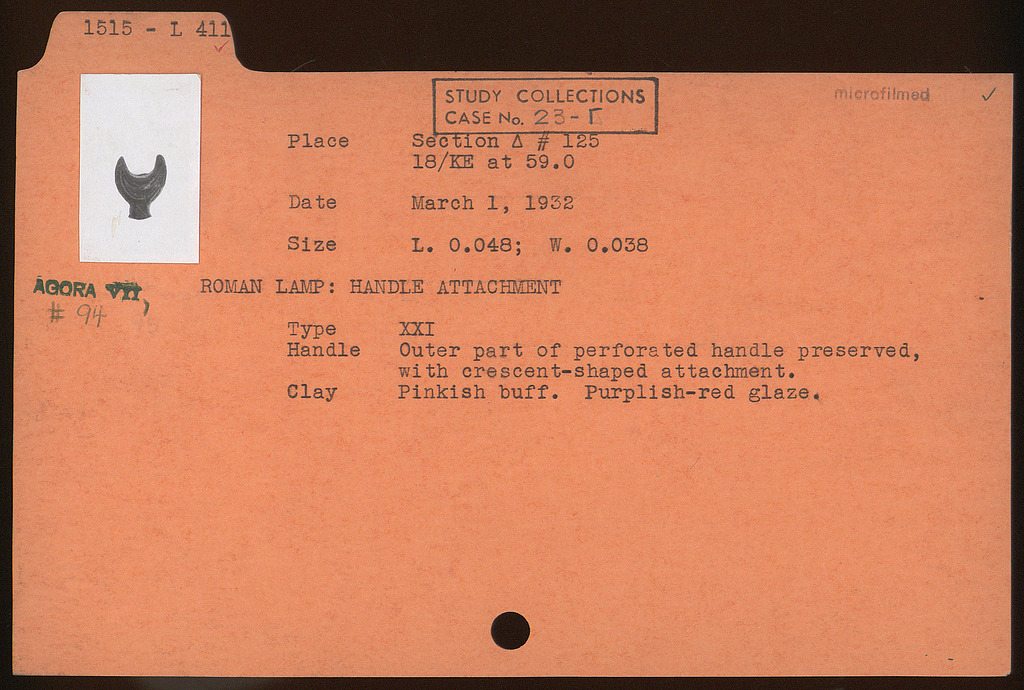 1515 - L 411
STUDY COLLECTIONS
CASE No. 23-Γ
microfilmed ✓
Place Section Δ # 125
18/KE at 59.0
Date March 1, 1932
Size L. 0.048; W. 0.038
AGORA VII,
# 94
ROMAN LAMP: HANDLE ATTACHMENT
Type XXI
Handle Outer part of perforated handle preserved,
with crescent-shaped attachment.
Clay Pinkish buff. Purplish-red glaze.